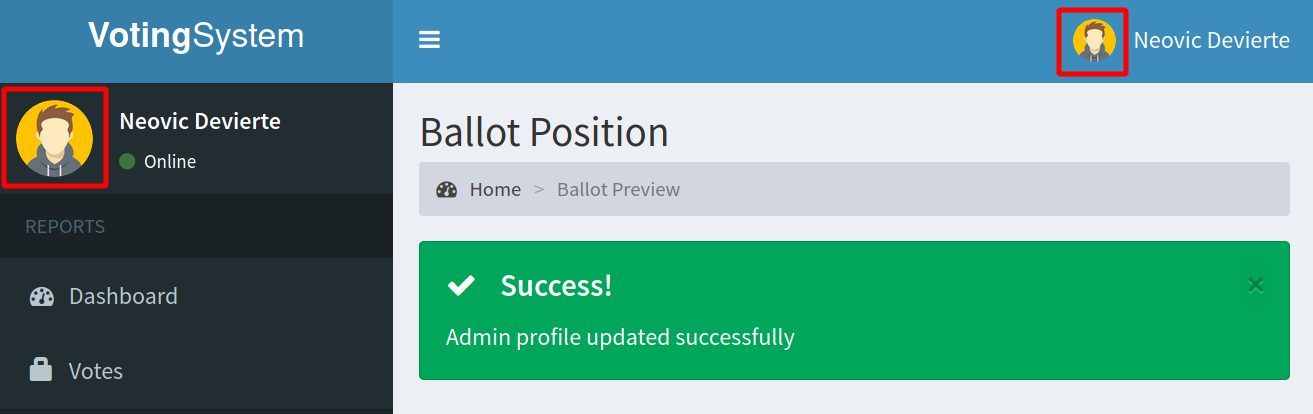 VotingSystem
Neovic Devierte
Neovic Devierte
Online
REPORTS
Dashboard
Votes
Ballot Position
Home > Ballot Preview
Success!
×
Admin profile updated successfully